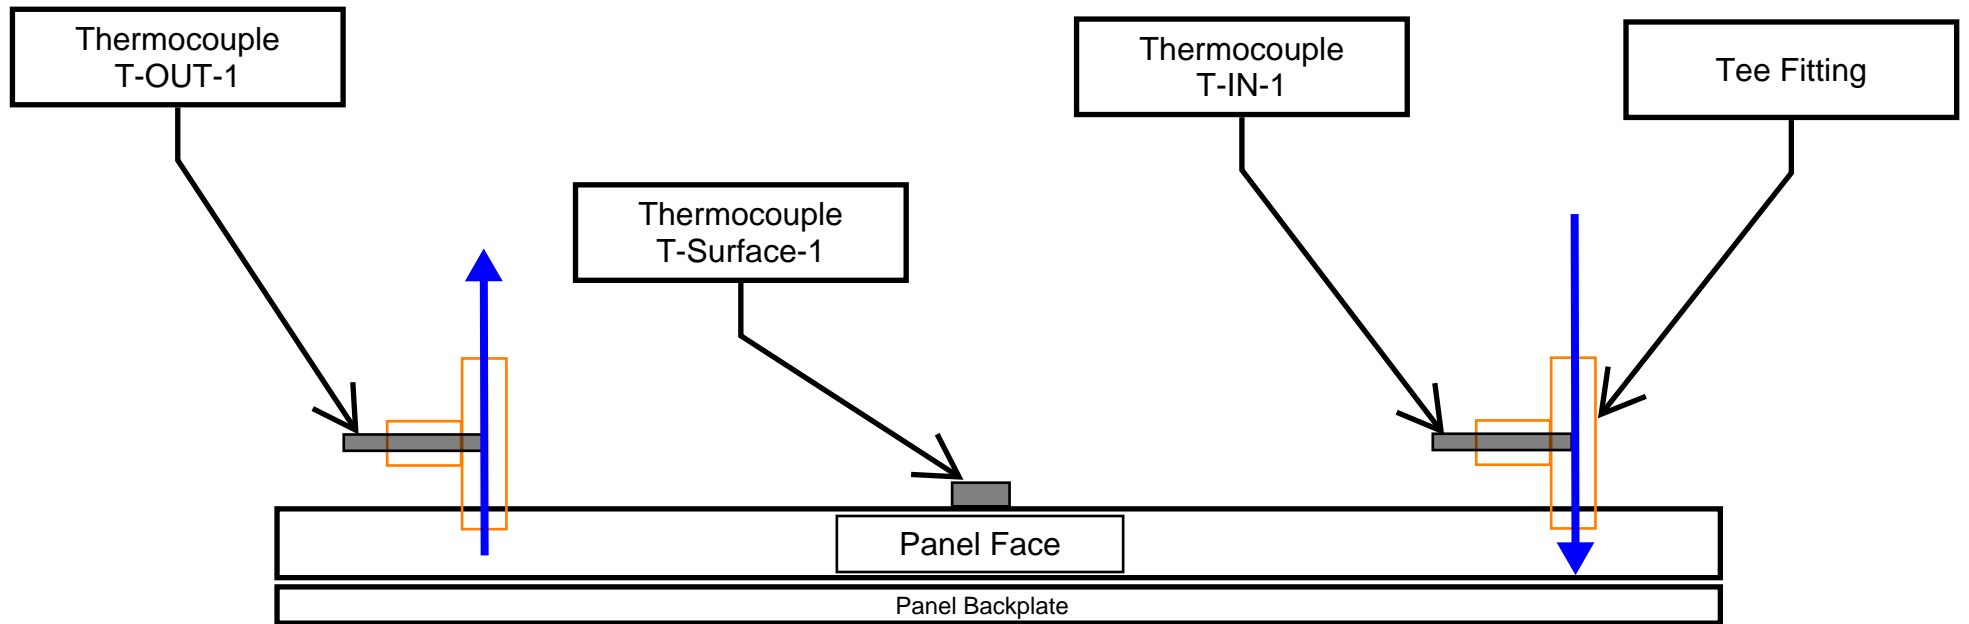 Thermocouple
T-OUT-1
Thermocouple
T-IN-1
Tee Fitting
Thermocouple
T-Surface-1
Panel Face
Panel Backplate